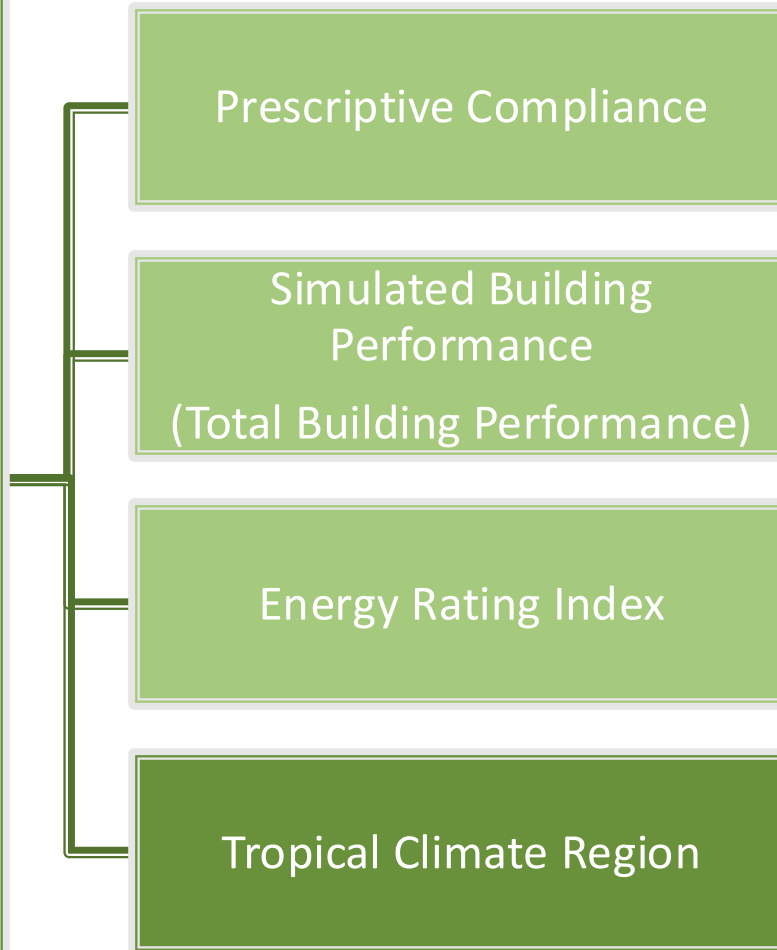 Prescriptive Compliance
Simulated Building
Performance
(Total Building Performance)
Energy Rating Index
Tropical Climate Region